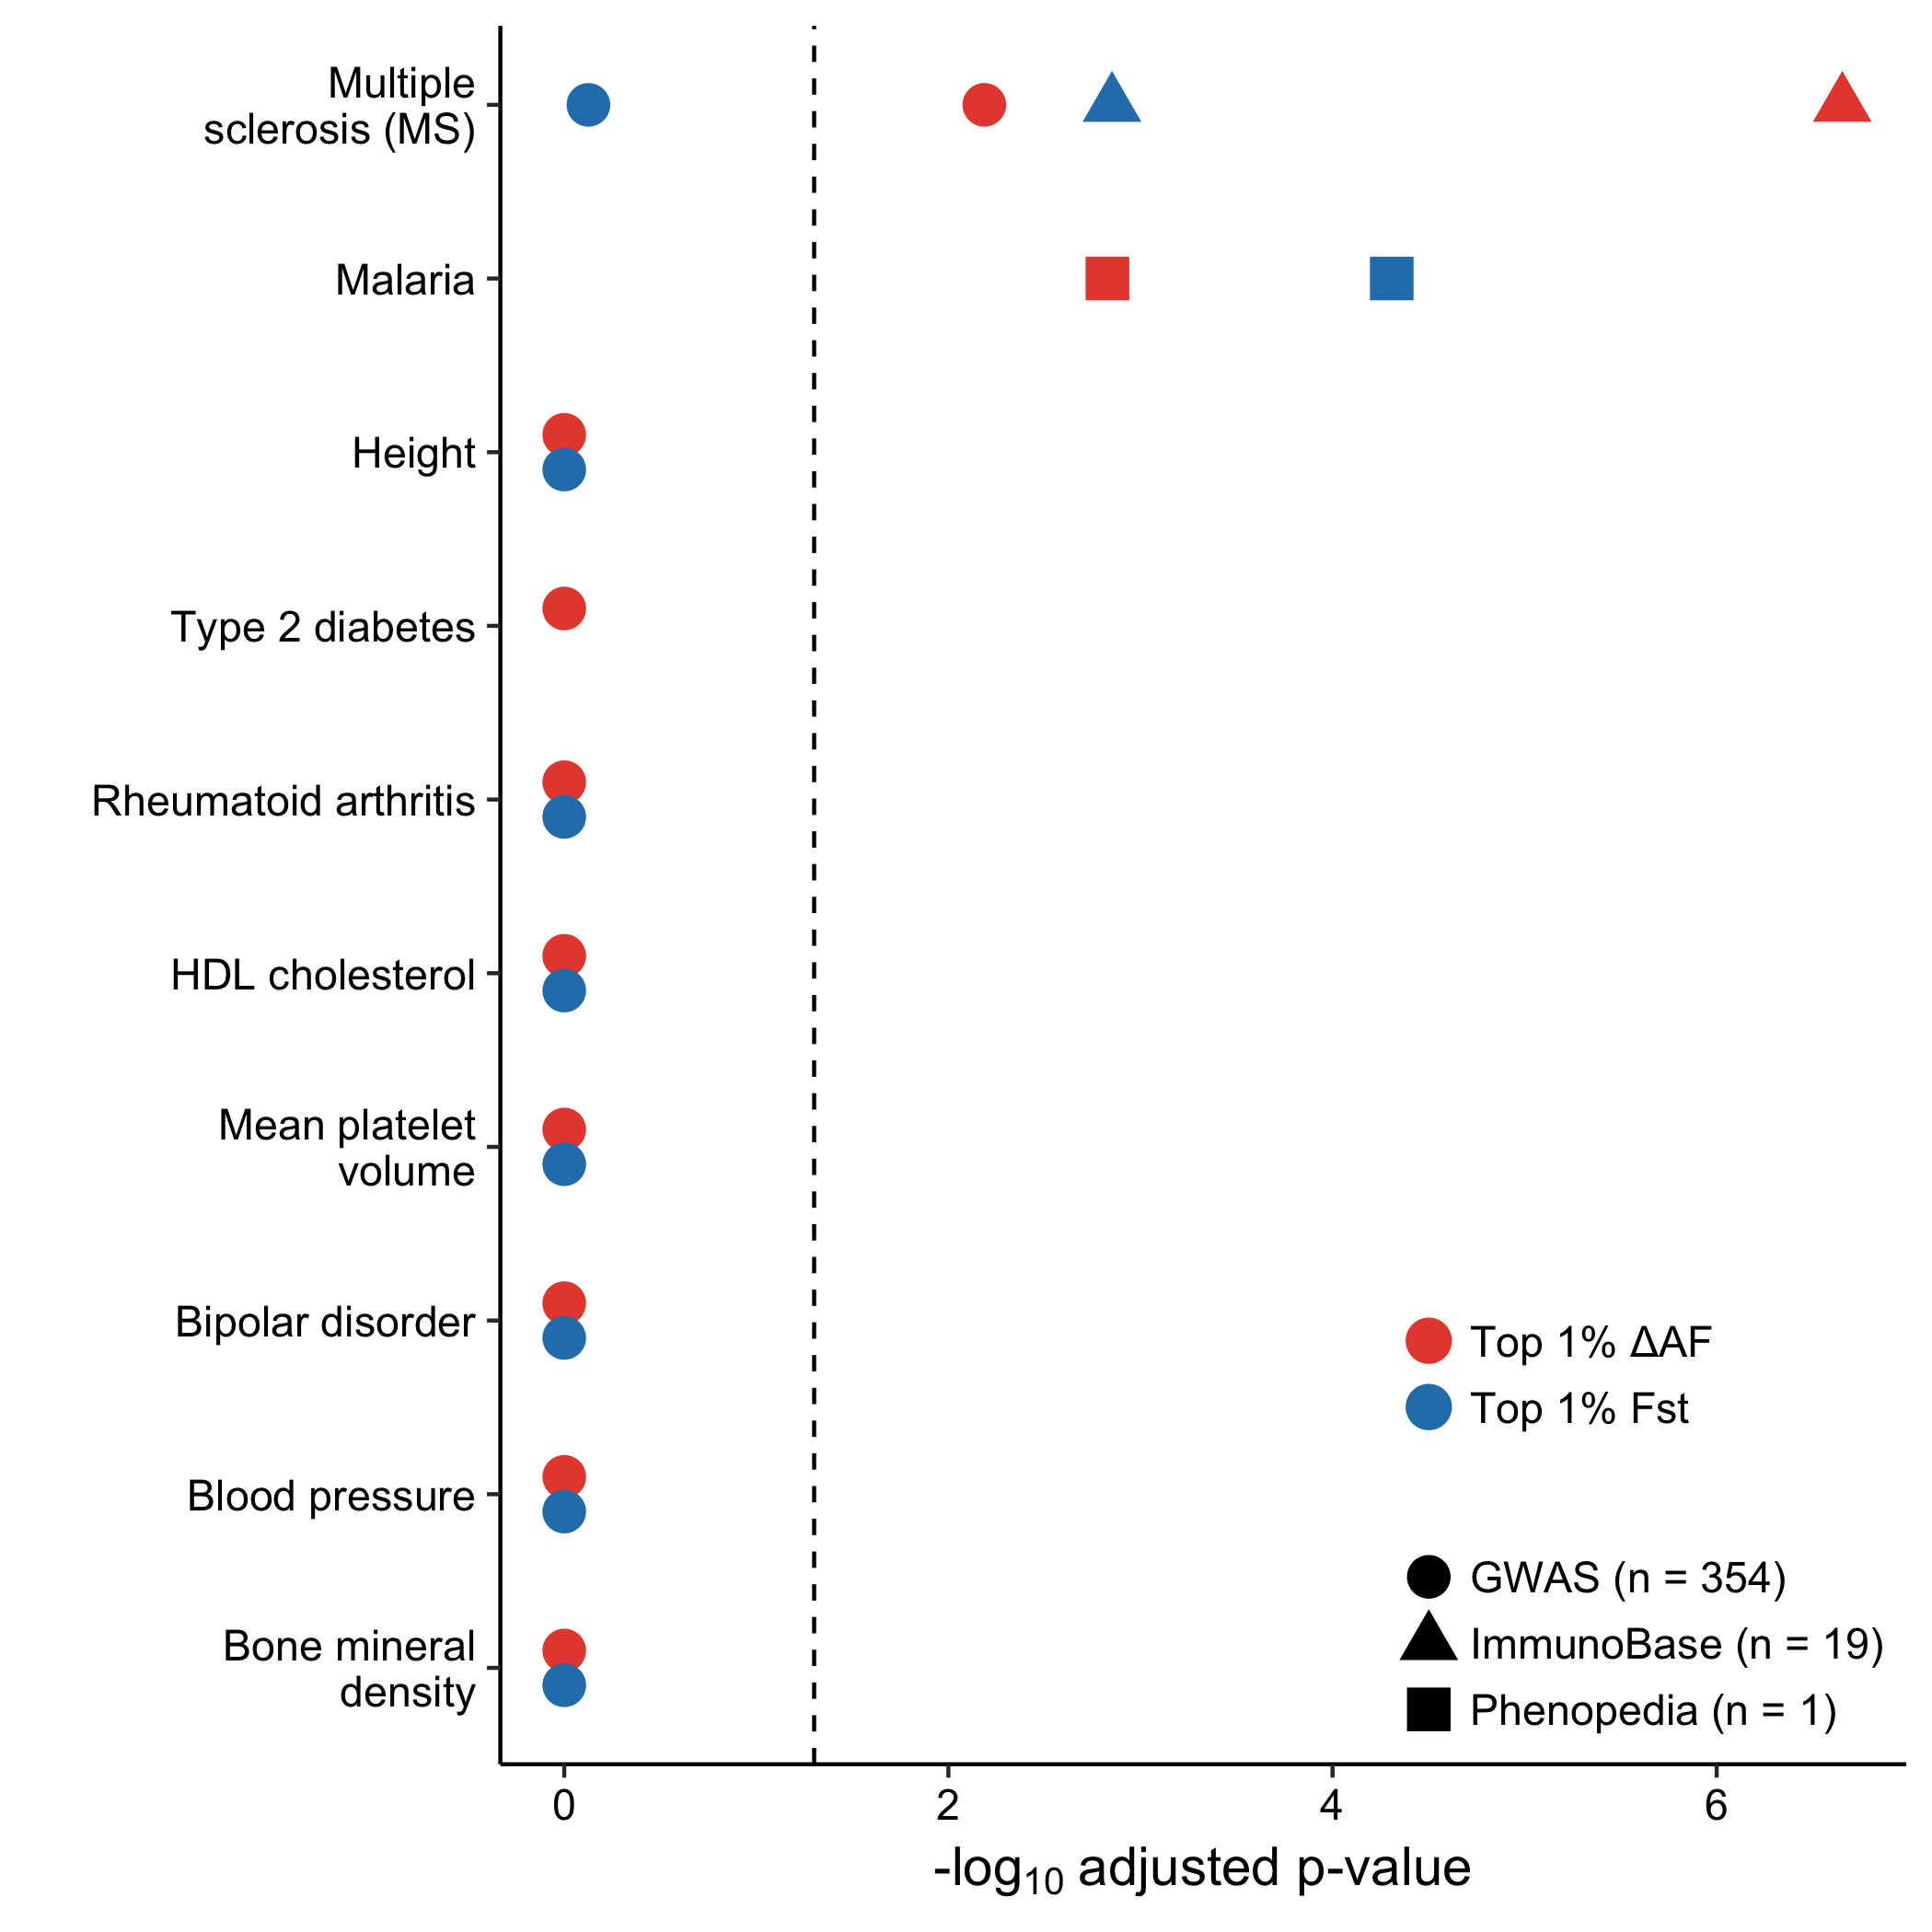 Multiple
sclerosis (MS)
Malaria
Height
Type 2 diabetes
Rheumatoid arthritis
HDL cholesterol
Mean platelet
volume
Bipolar disorder
Blood pressure
Bone mineral
density
Top 1% ΔAF
Top 1% Fst
GWAS (n = 354)
ImmunoBase (n = 19)
Phenopedia (n = 1)
0 2 4 6
-log₁₀ adjusted p-value